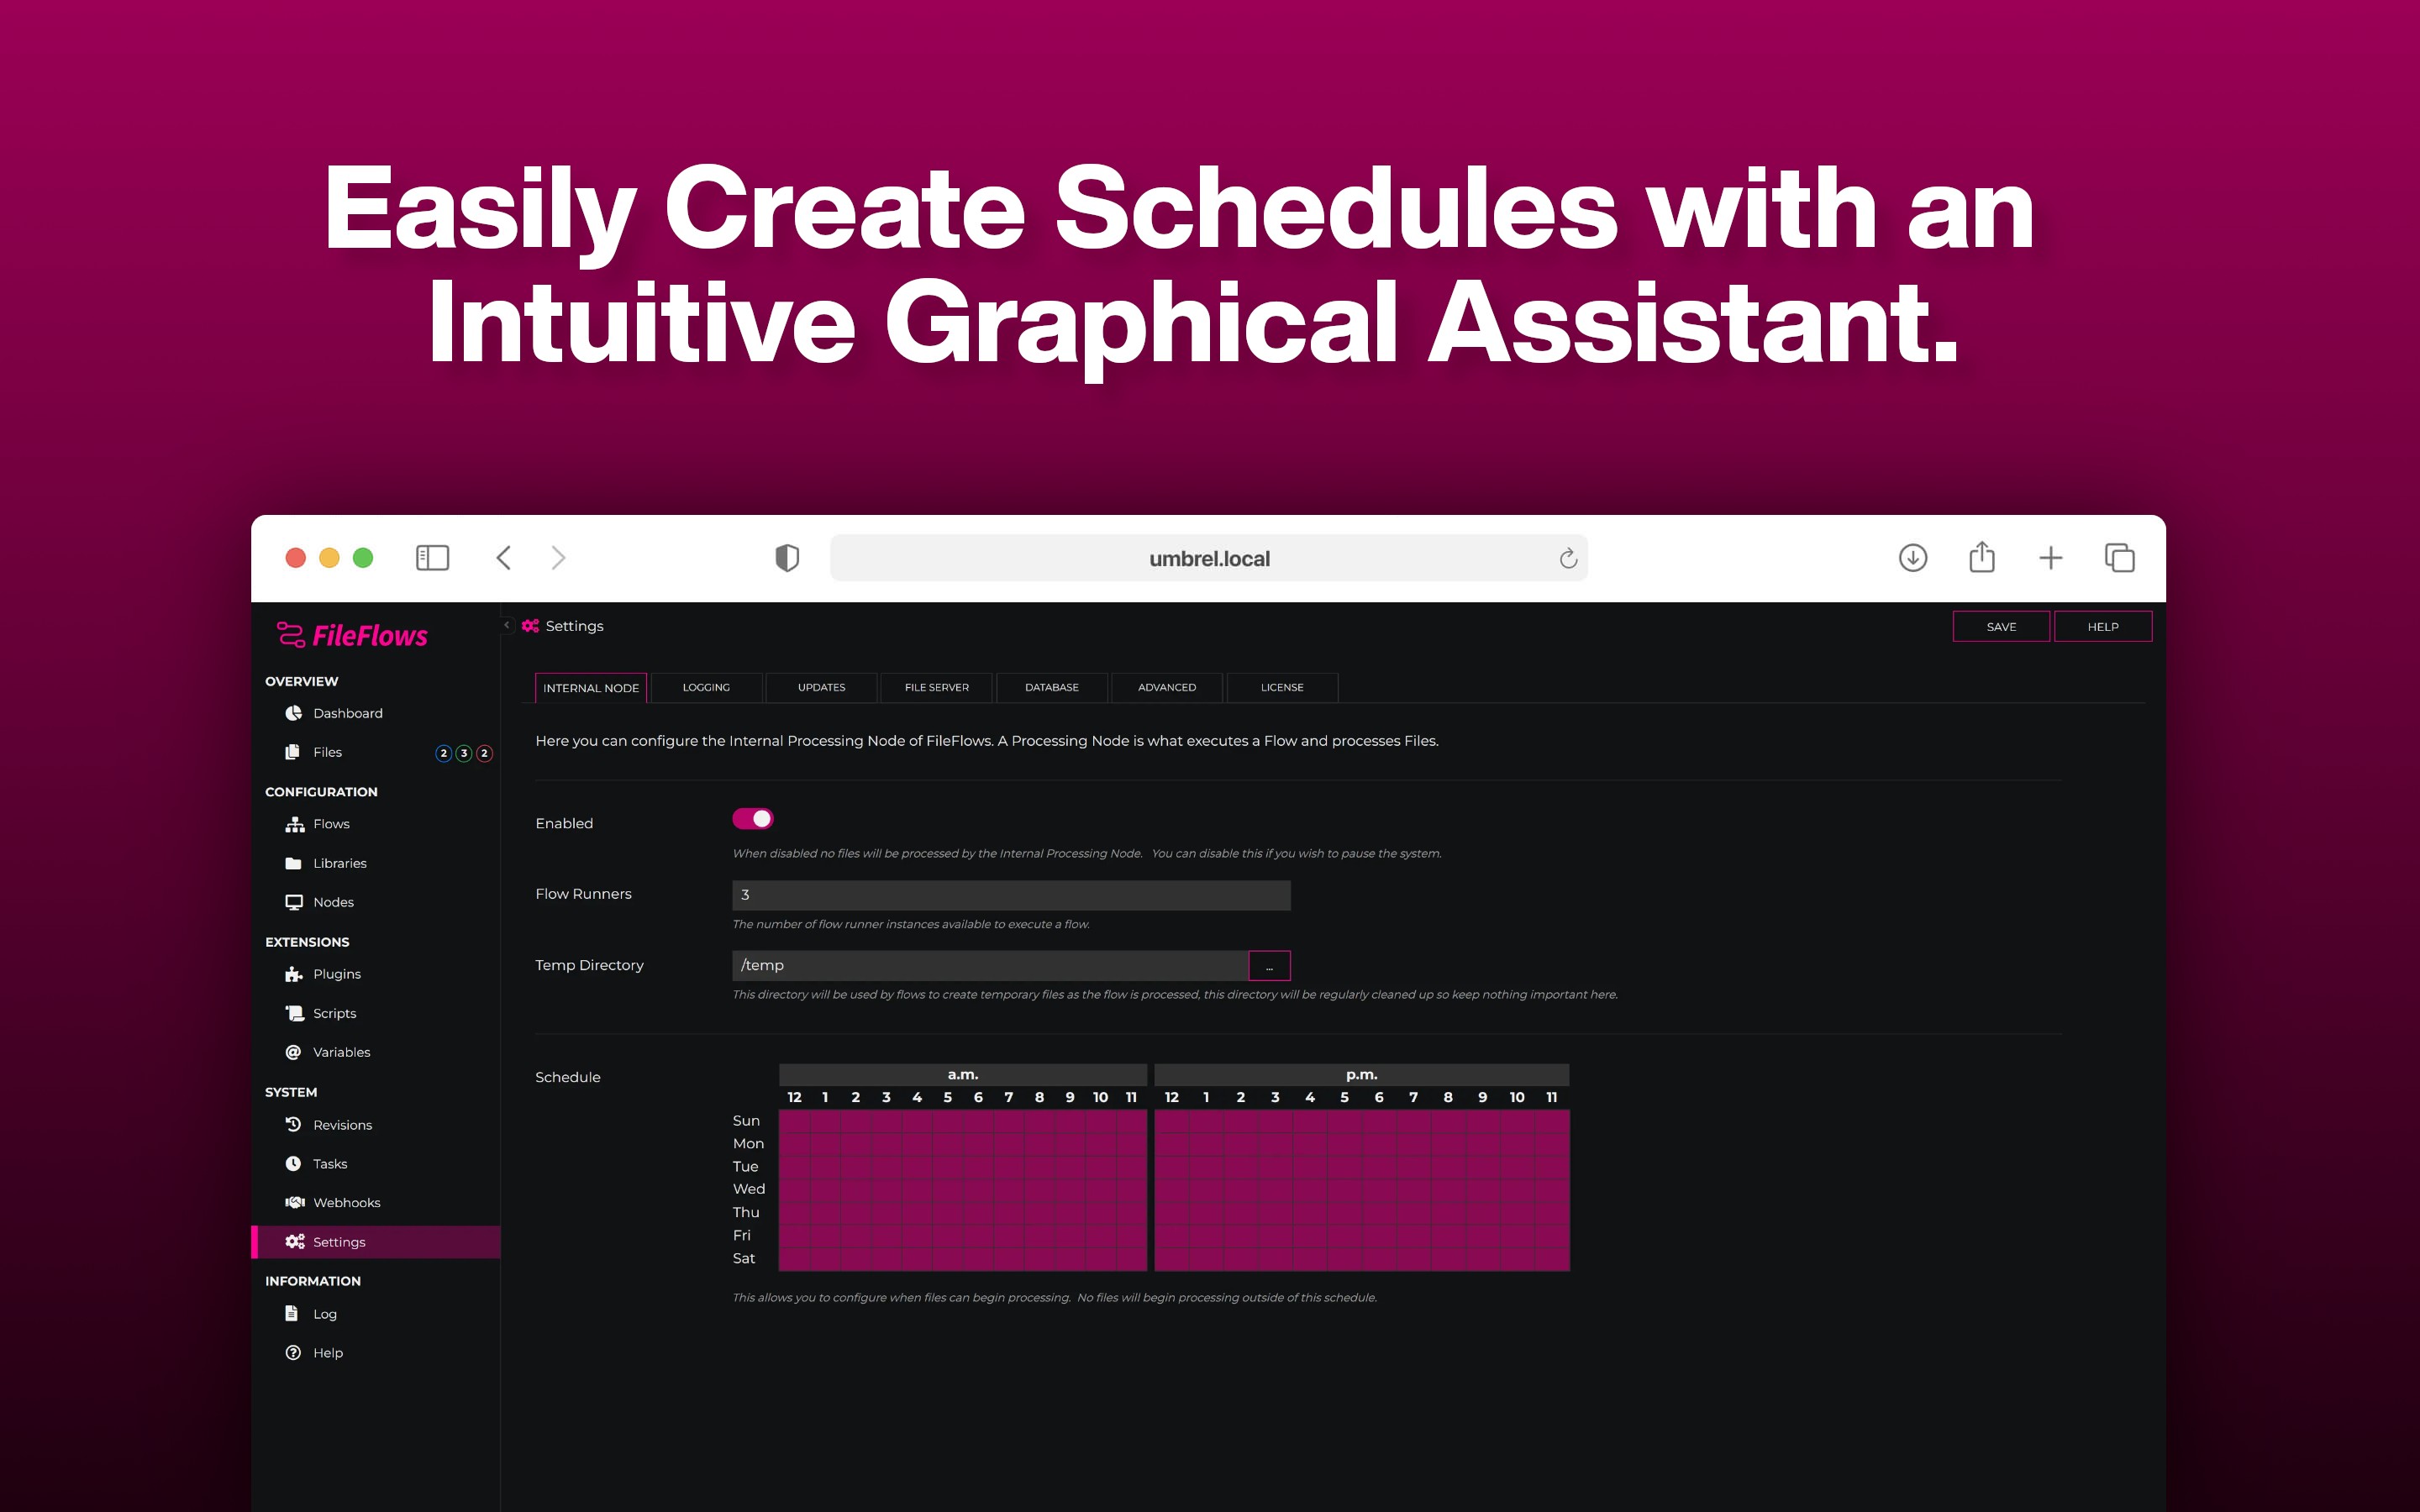 Easily Create Schedules with an
Intuitive Graphical Assistant.
umbrel.local
FileFlows
Settings
SAVE
HELP
OVERVIEW
Dashboard
Files
2 3 2
CONFIGURATION
Flows
Libraries
Nodes
EXTENSIONS
Plugins
Scripts
@ Variables
SYSTEM
Revisions
Tasks
Webhooks
Settings
INFORMATION
Log
Help
INTERNAL NODE
LOGGING
UPDATES
FILE SERVER
DATABASE
ADVANCED
LICENSE
Here you can configure the Internal Processing Node of FileFlows. A Processing Node is what executes a Flow and processes Files.
Enabled
When disabled no files will be processed by the Internal Processing Node. You can disable this if you wish to pause the system.
Flow Runners
3
The number of flow runner instances available to execute a flow.
Temp Directory
/temp
...
This directory will be used by flows to create temporary files as the flow is processed, this directory will be regularly cleaned up so keep nothing important here.
Schedule
a.m. p.m.
12 1 2 3 4 5 6 7 8 9 10 11 12 1 2 3 4 5 6 7 8 9 10 11
Sun
Mon
Tue
Wed
Thu
Fri
Sat
This allows you to configure when files can begin processing. No files will begin processing outside of this schedule.